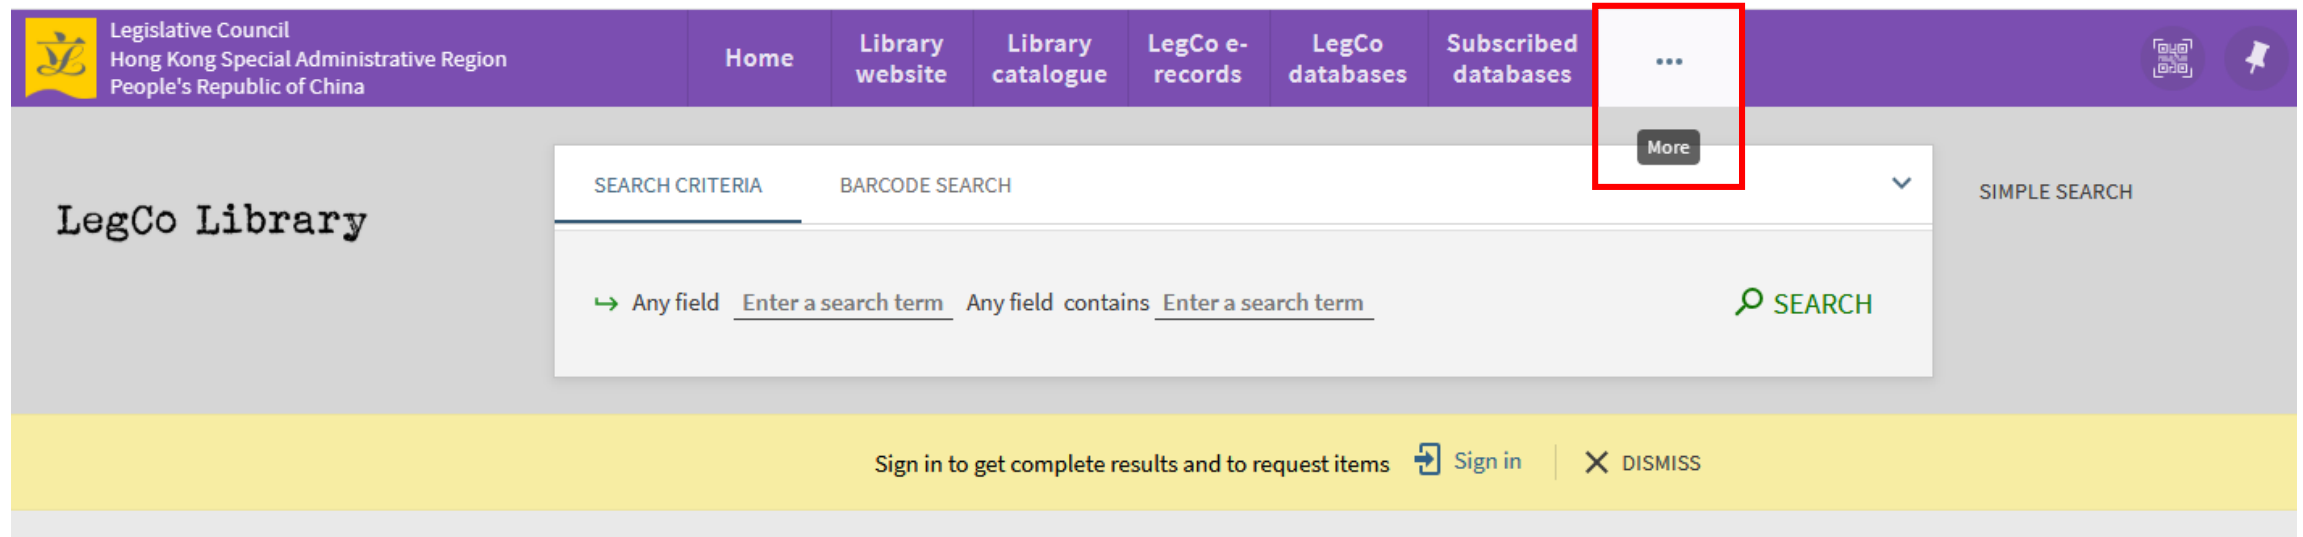 Legislative Council
Hong Kong Special Administrative Region
People's Republic of China
Home
Library
website
Library
catalogue
LegCo e-
records
LegCo
databases
Subscribed
databases
...
More
LegCo Library
SEARCH CRITERIA
BARCODE SEARCH
SIMPLE SEARCH
Any field Enter a search term Any field contains Enter a search term
SEARCH
Sign in to get complete results and to request items Sign in DISMISS